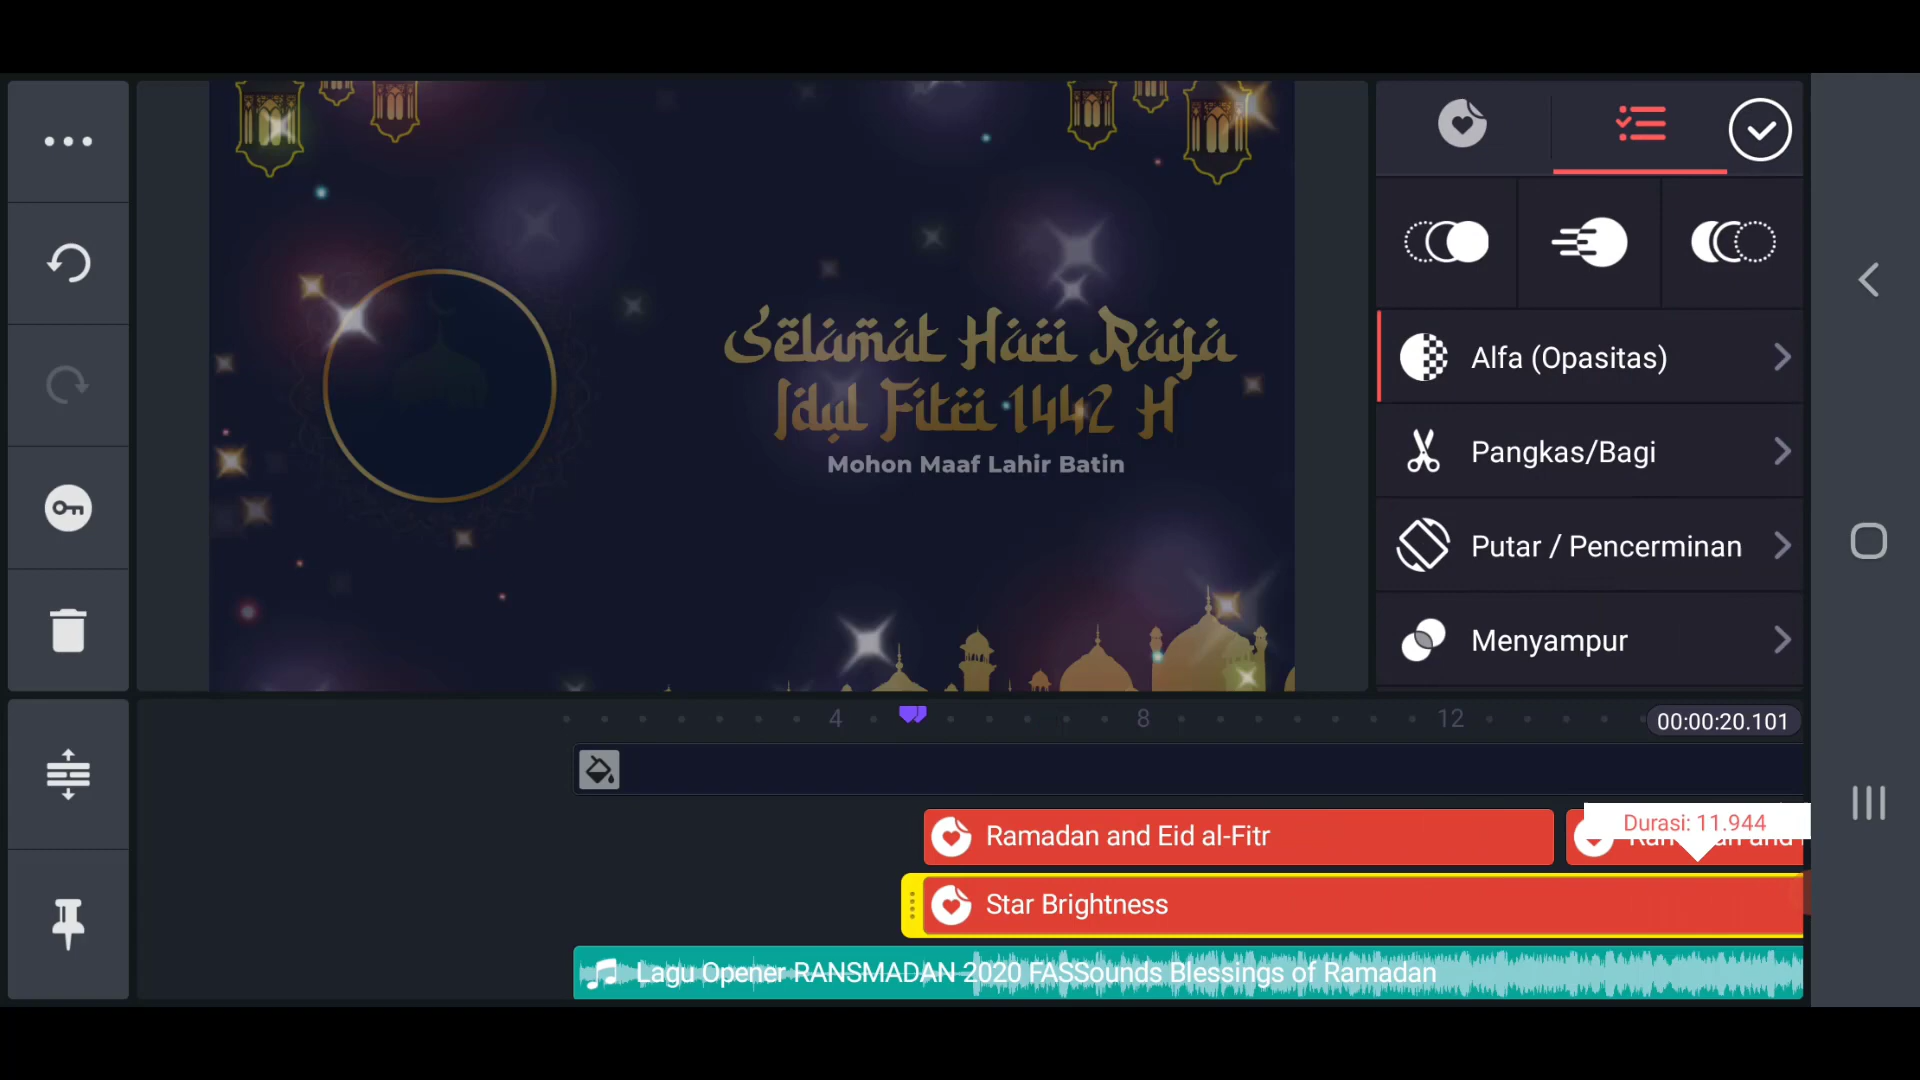 Selamat Hari Raya
Idul Fitri 1442 H
Mohon Maaf Lahir Batin
Alfa (Opasitas)
Pangkas/Bagi
Putar / Pencerminan
Menyampur
4
8
12
00:00:20.101
Ramadan and Eid al-Fitr
Durasi: 11.944
Ramadan and
Star Brightness
Lagu Opener RANSMADAN 2020 FASSounds Blessings of Ramadan